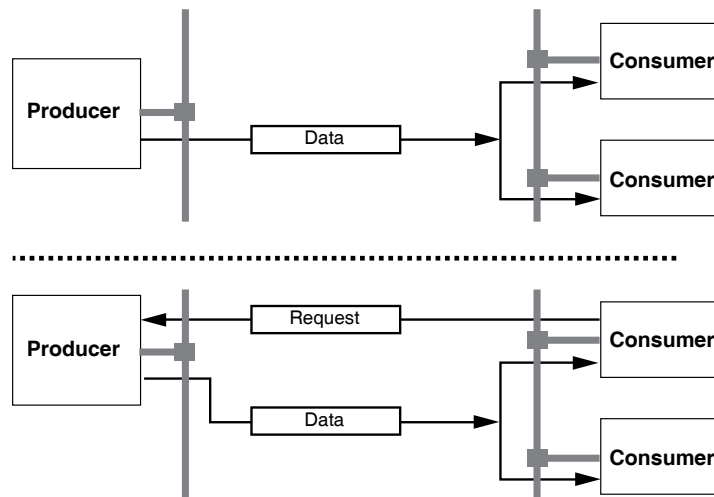 Consumer
Producer
Data
Consumer
Request
Consumer
Producer
Data
Consumer